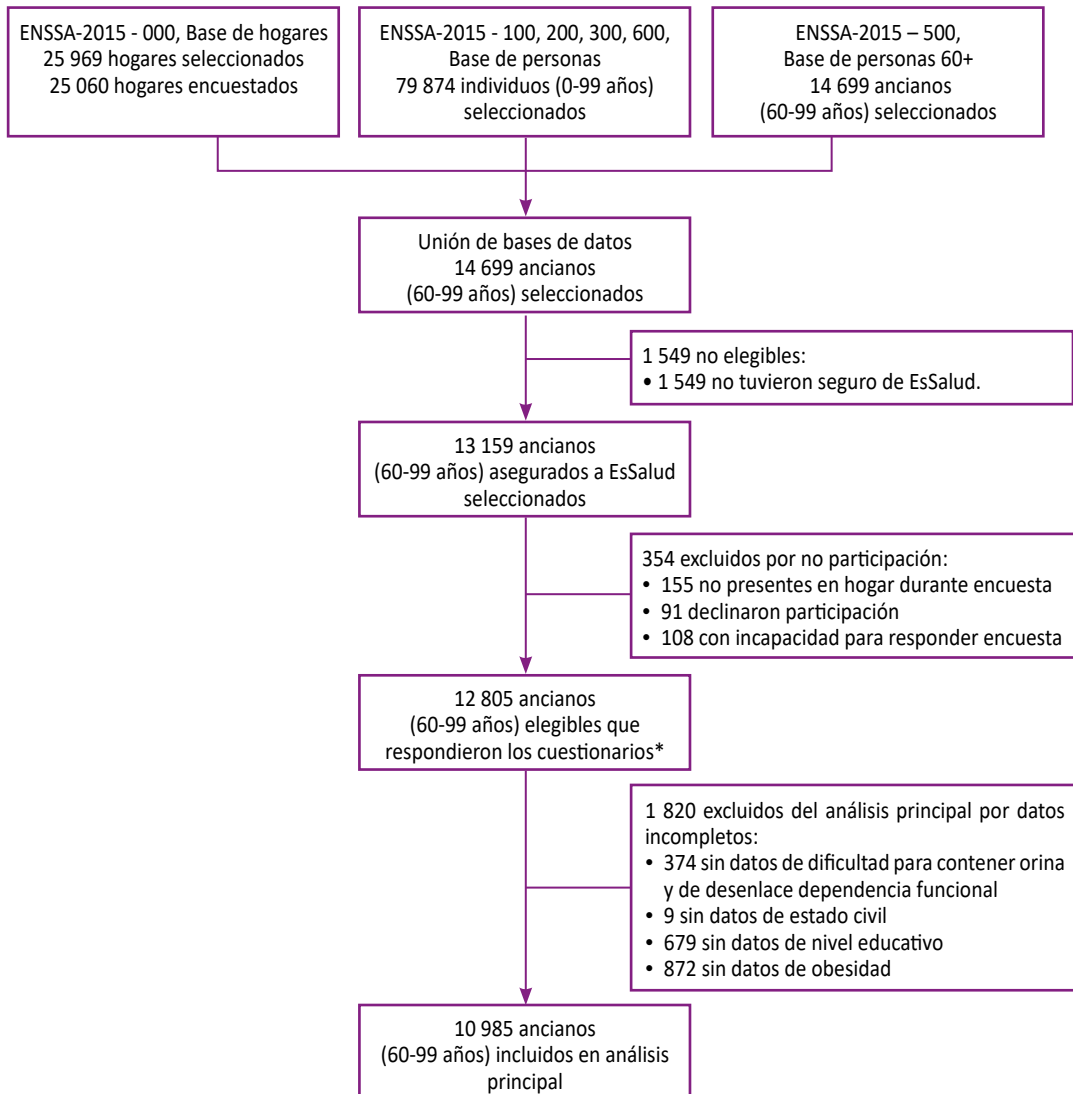 ENSSA-2015 - 000, Base de hogares
25 969 hogares seleccionados
25 060 hogares encuestados
ENSSA-2015 - 100, 200, 300, 600,
Base de personas
79 874 individuos (0-99 años)
seleccionados
ENSSA-2015 – 500,
Base de personas 60+
14 699 ancianos
(60-99 años) seleccionados
Unión de bases de datos
14 699 ancianos
(60-99 años) seleccionados
1 549 no elegibles:
• 1 549 no tuvieron seguro de EsSalud.
13 159 ancianos
(60-99 años) asegurados a EsSalud
seleccionados
354 excluidos por no participación:
• 155 no presentes en hogar durante encuesta
• 91 declinaron participación
• 108 con incapacidad para responder encuesta
12 805 ancianos
(60-99 años) elegibles que
respondieron los cuestionarios*
1 820 excluidos del análisis principal por datos
incompletos:
• 374 sin datos de dificultad para contener orina
y de desenlace dependencia funcional
• 9 sin datos de estado civil
• 679 sin datos de nivel educativo
• 872 sin datos de obesidad
10 985 ancianos
(60-99 años) incluidos en análisis
principal